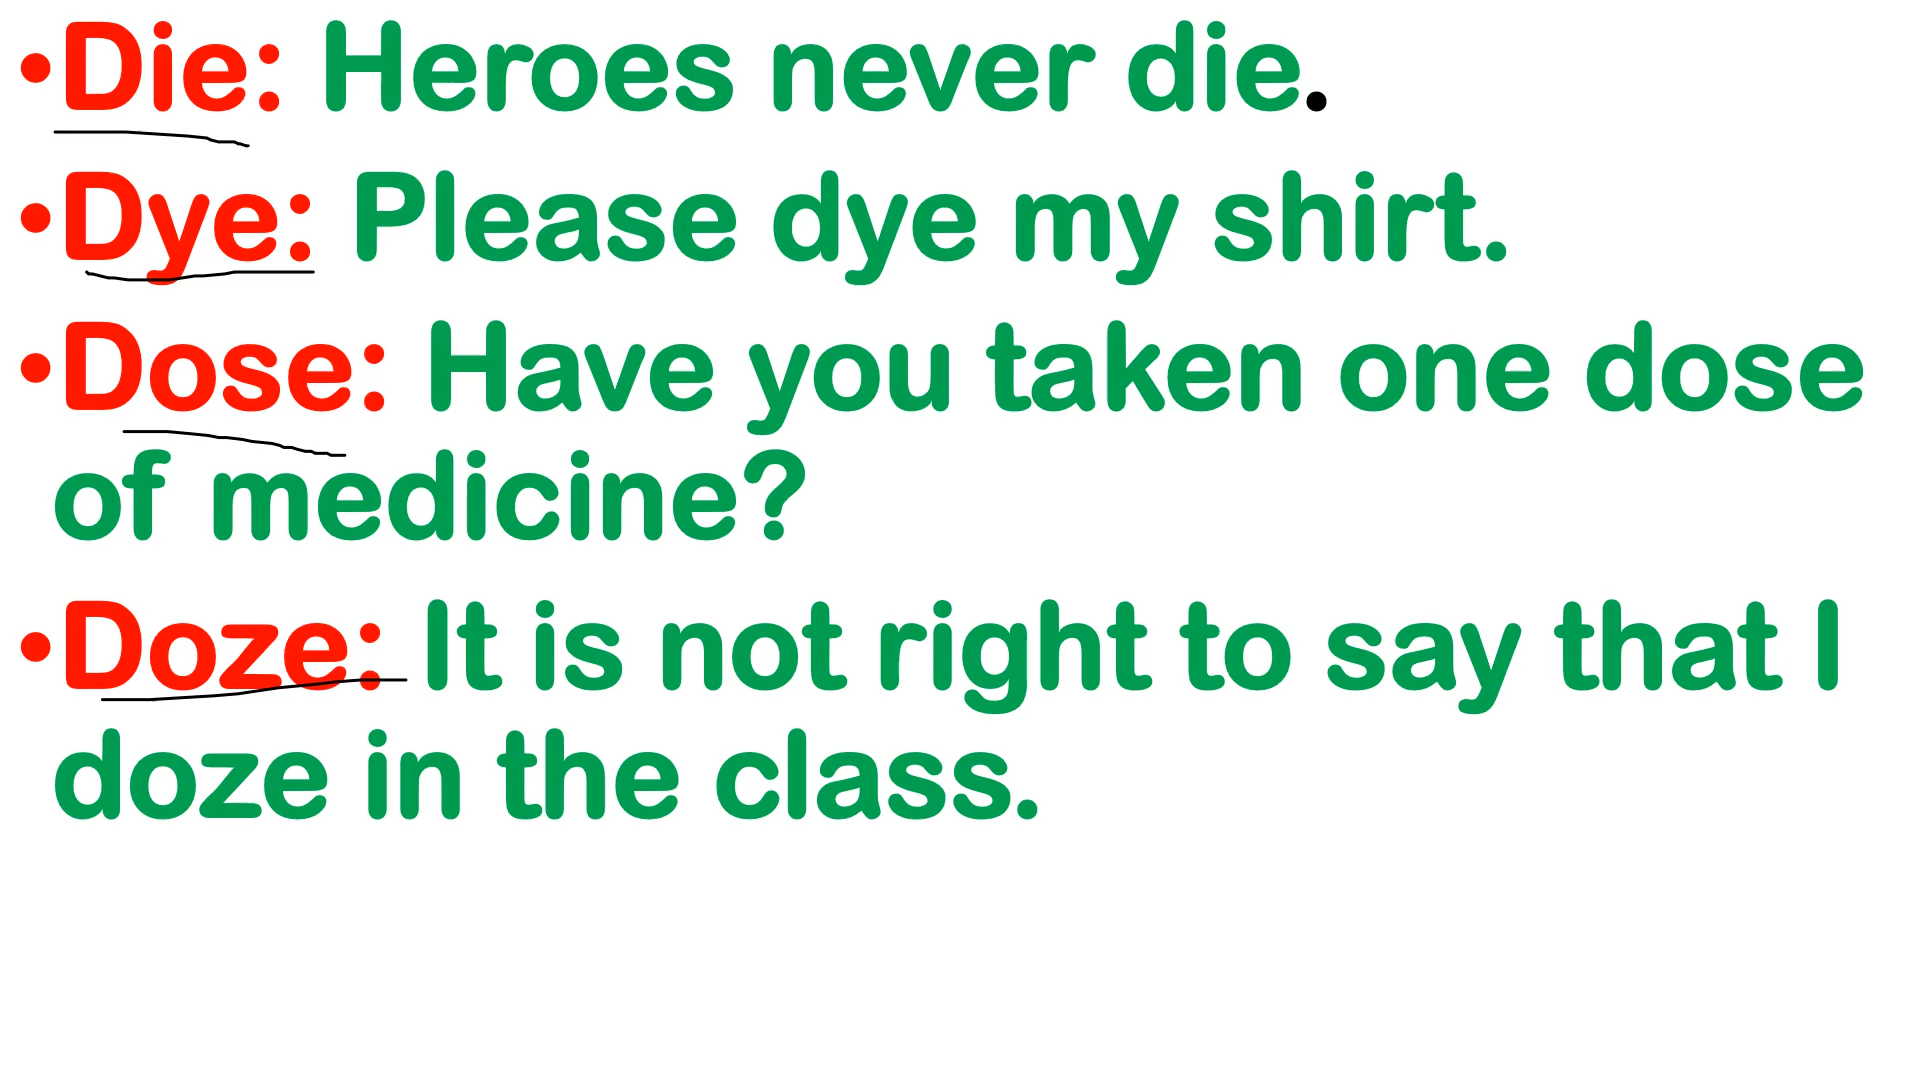 •Die: Heroes never die.
•Dye: Please dye my shirt.
•Dose: Have you taken one dose
of medicine?
•Doze: It is not right to say that I
doze in the class.